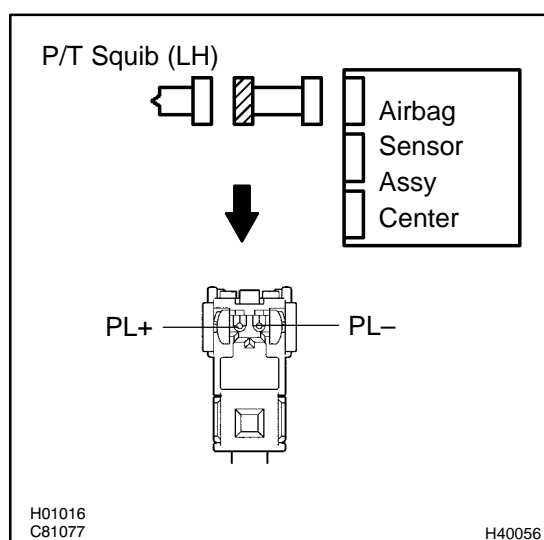 P/T Squib (LH)
Airbag
Sensor
Assy
Center
PL+
PL–
H01016
C81077
H40056